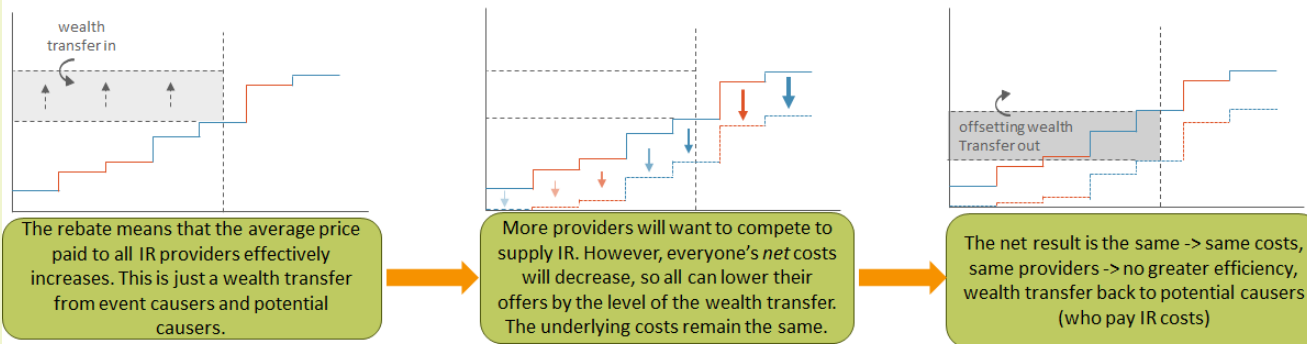 wealth
transfer in
The rebate means that the average price
paid to all IR providers effectively
increases. This is just a wealth transfer
from event causers and potential
causers.
More providers will want to compete to
supply IR. However, everyone's net costs
will decrease, so all can lower their
offers by the level of the wealth transfer.
The underlying costs remain the same.
offsetting wealth
Transfer out
The net result is the same -> same costs,
same providers -> no greater efficiency,
wealth transfer back to potential causers
(who pay IR costs)